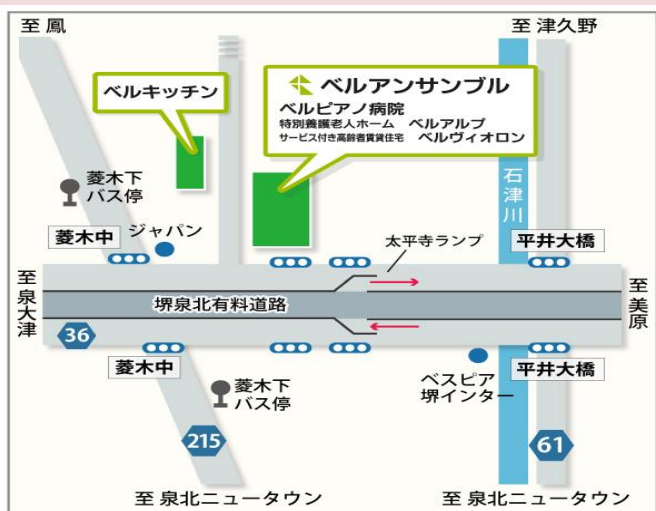 至 鳳
至 津久野
ベルキッチン
ベルアンサンブル
ベルピアノ病院
特別養護老人ホーム ベルアルプ
サービス付き高齢者賃貸住宅 ベルヴィオロン
菱木下
バス停
石津川
菱木中
ジャパン
太平寺ランプ
平井大橋
至泉大津
堺泉北有料道路
至美原
36
菱木中
菱木下
バス停
ベスピア
堺インター
平井大橋
215
61
至 泉北ニュータウン
至 泉北ニュータウン